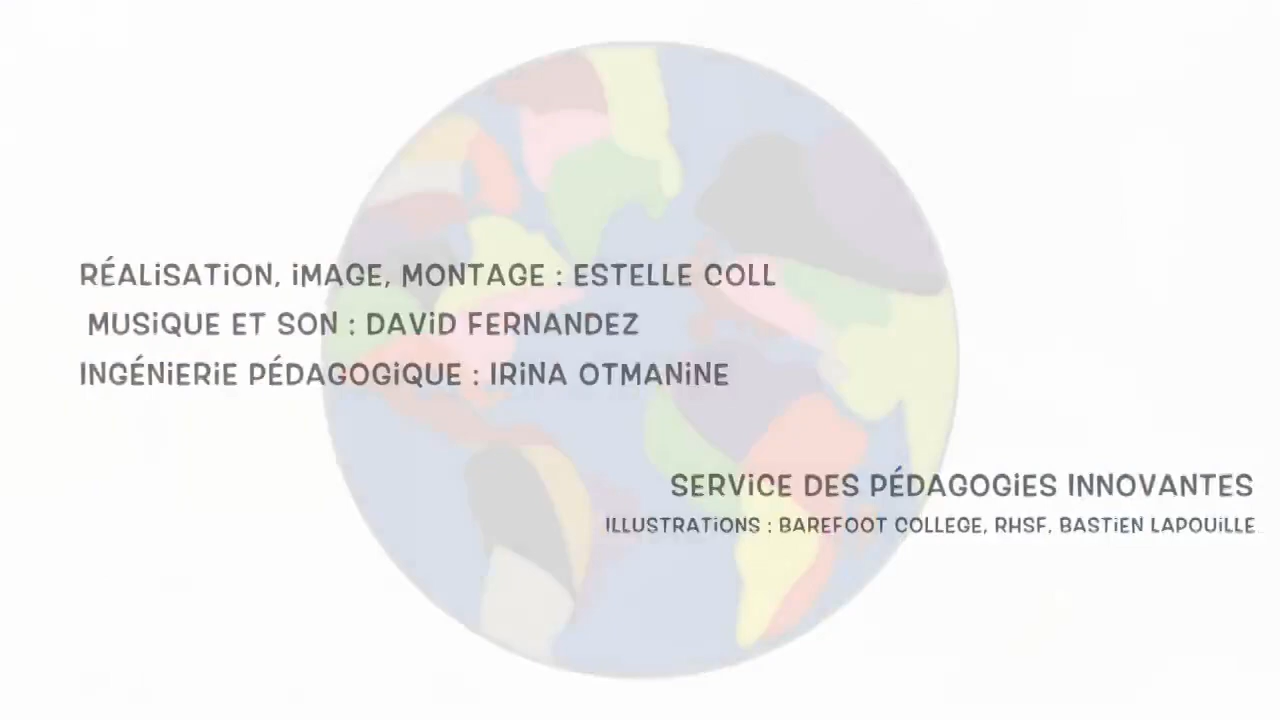 RÉALiSATiON, iMAGE, MONTAGE : ESTELLE COLL
MUSiQUE ET SON : DAViD FERNANDEZ
INGÉNiERiE PÉDAGOGiQUE : IRiNA OTMANiNE
SERViCE DES PÉDAGOGiES INNOVANTES
ILLUSTRATiONS : BAREFOOT COLLEGE, RHSF, BASTiEN LAPOUiLLE